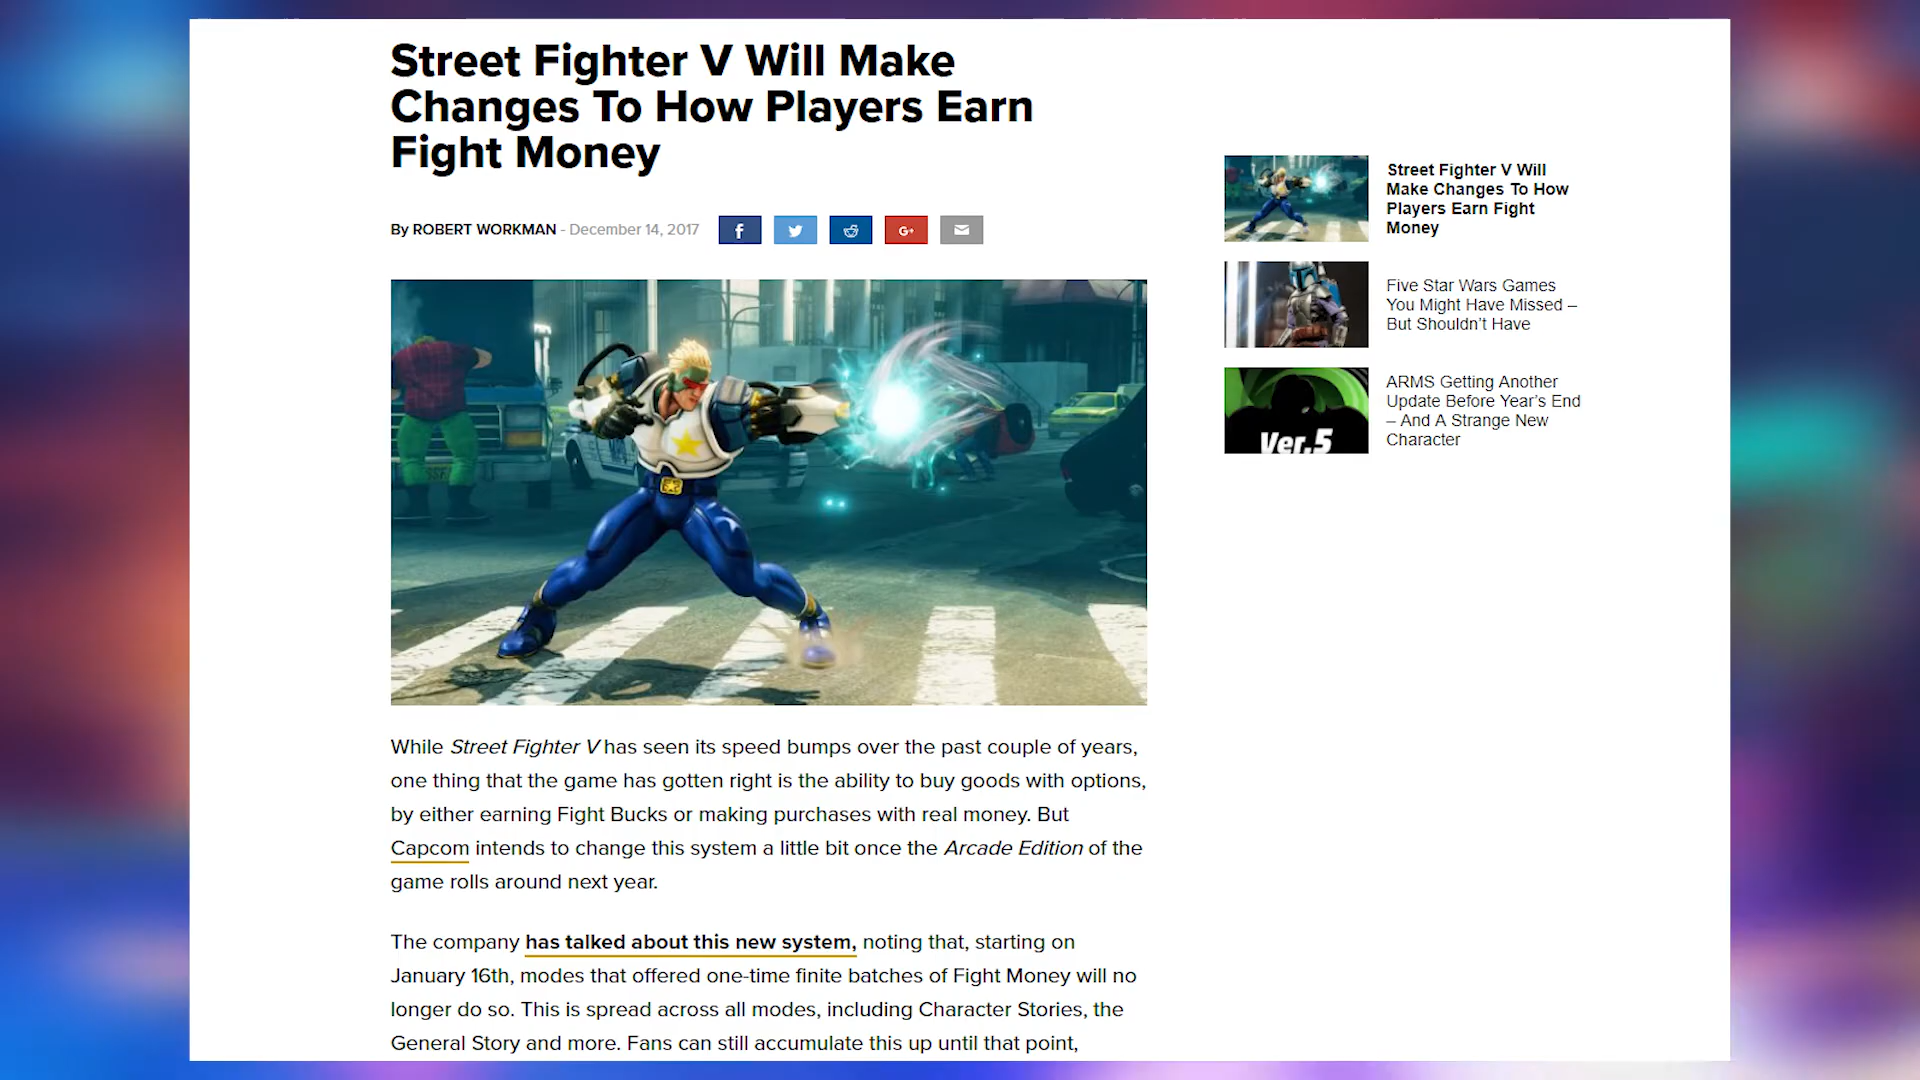 Street Fighter V Will Make
Changes To How Players Earn
Fight Money
By ROBERT WORKMAN - December 14, 2017
f
G+
Street Fighter V Will
Make Changes To How
Players Earn Fight
Money
Five Star Wars Games
You Might Have Missed –
But Shouldn't Have
Ver.5
ARMS Getting Another
Update Before Year's End
– And A Strange New
Character
While Street Fighter V has seen its speed bumps over the past couple of years,
one thing that the game has gotten right is the ability to buy goods with options,
by either earning Fight Bucks or making purchases with real money. But
Capcom intends to change this system a little bit once the Arcade Edition of the
game rolls around next year.
The company has talked about this new system, noting that, starting on
January 16th, modes that offered one-time finite batches of Fight Money will no
longer do so. This is spread across all modes, including Character Stories, the
General Story and more. Fans can still accumulate this up until that point,